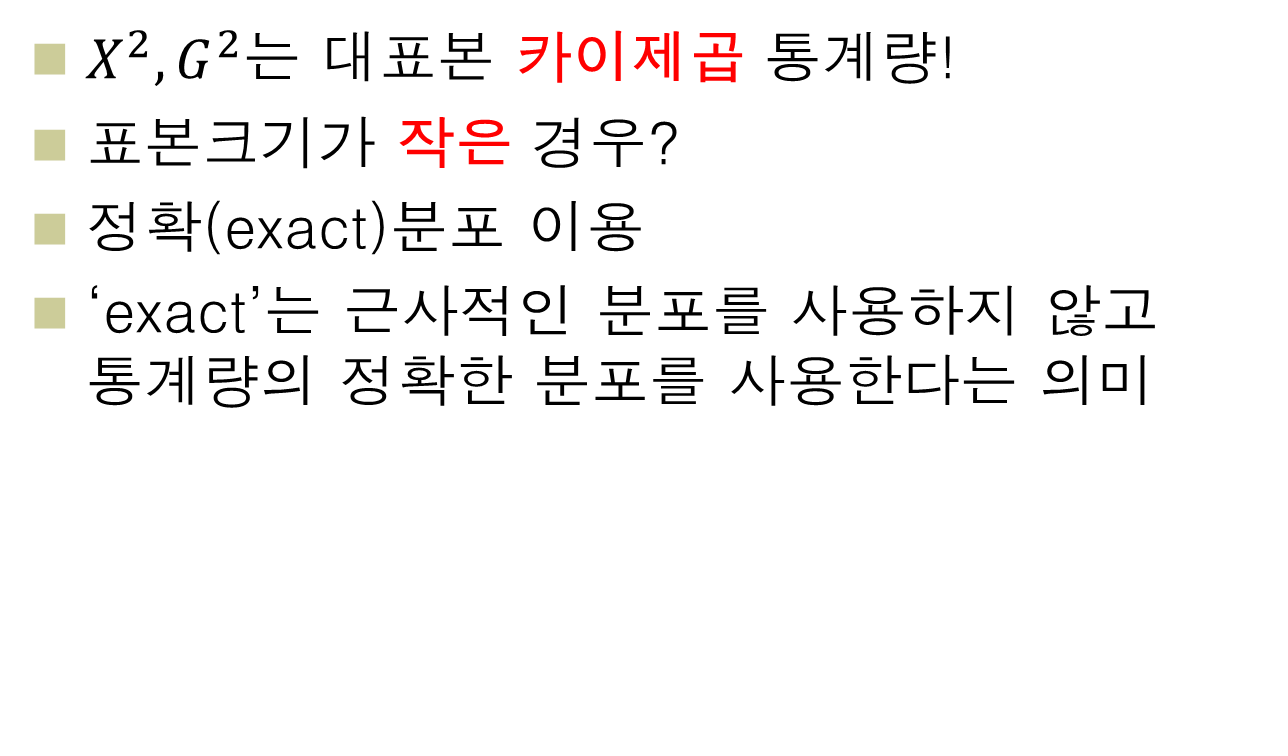 ■ 𝑋²,𝐺²는 대표본 카이제곱 통계량!
■ 표본크기가 작은 경우?
■ 정확(exact)분포 이용
■ ‘exact’는 근사적인 분포를 사용하지 않고
통계량의 정확한 분포를 사용한다는 의미